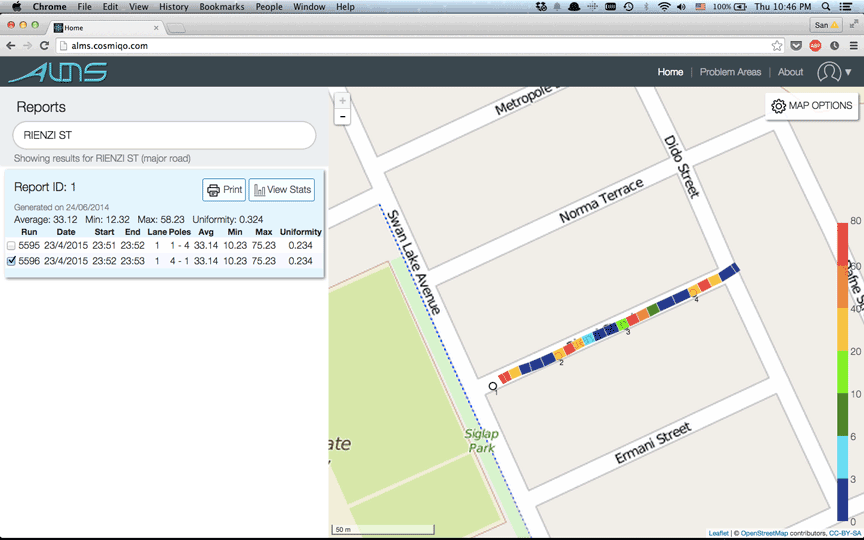 Chrome File Edit View History Bookmarks People Window Help 100% Thu 10:46 PM
Home San
alms.cosmiqo.com ABP
ALMS Home | Problem Areas | About
Reports
RIENZI ST
Showing results for RIENZI ST (major road)
Report ID: 1 Print View Stats
Generated on 24/06/2014
Average: 33.12 Min: 12.32 Max: 58.23 Uniformity: 0.324
Run Date Start End Lane Poles Avg Min Max Uniformity
5595 23/4/2015 23:51 23:52 1 1 - 4 33.14 10.23 75.23 0.234
5596 23/4/2015 23:52 23:53 1 4 - 1 33.14 10.23 75.23 0.234
+
-
MAP OPTIONS
Metropole
Dido Street
Norma Terrace
Swan Lake Avenue
4
3
2
1
Siglap
Park
Ermani Street
80
60
40
20
10
6
3
0
50 m
Leaflet | © OpenStreetMap contributors, CC-BY-SA